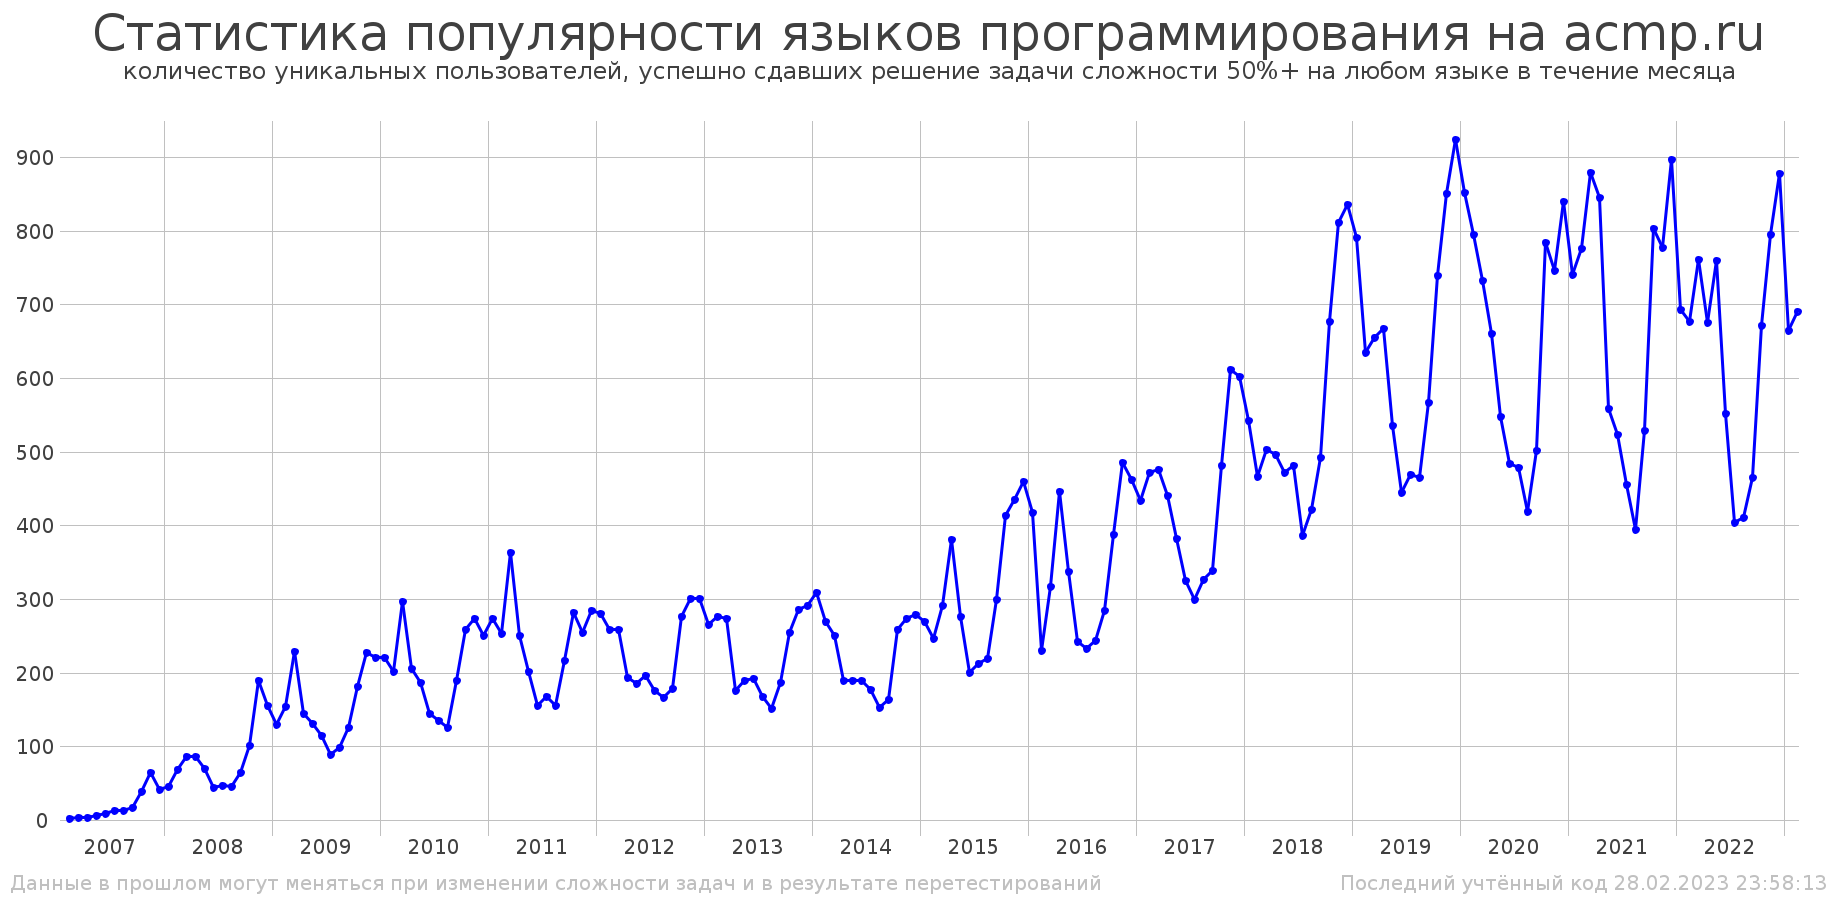 Статистика популярности языков программирования на acmp.ru
количество уникальных пользователей, успешно сдавших решение задачи сложности 50%+ на любом языке в течение месяца
900
800
700
600
500
400
300
200
100
0
2007 2008 2009 2010 2011 2012 2013 2014 2015 2016 2017 2018 2019 2020 2021 2022
Данные в прошлом могут меняться при изменении сложности задач и в результате перетестирований
Последний учтённый код 28.02.2023 23:58:13